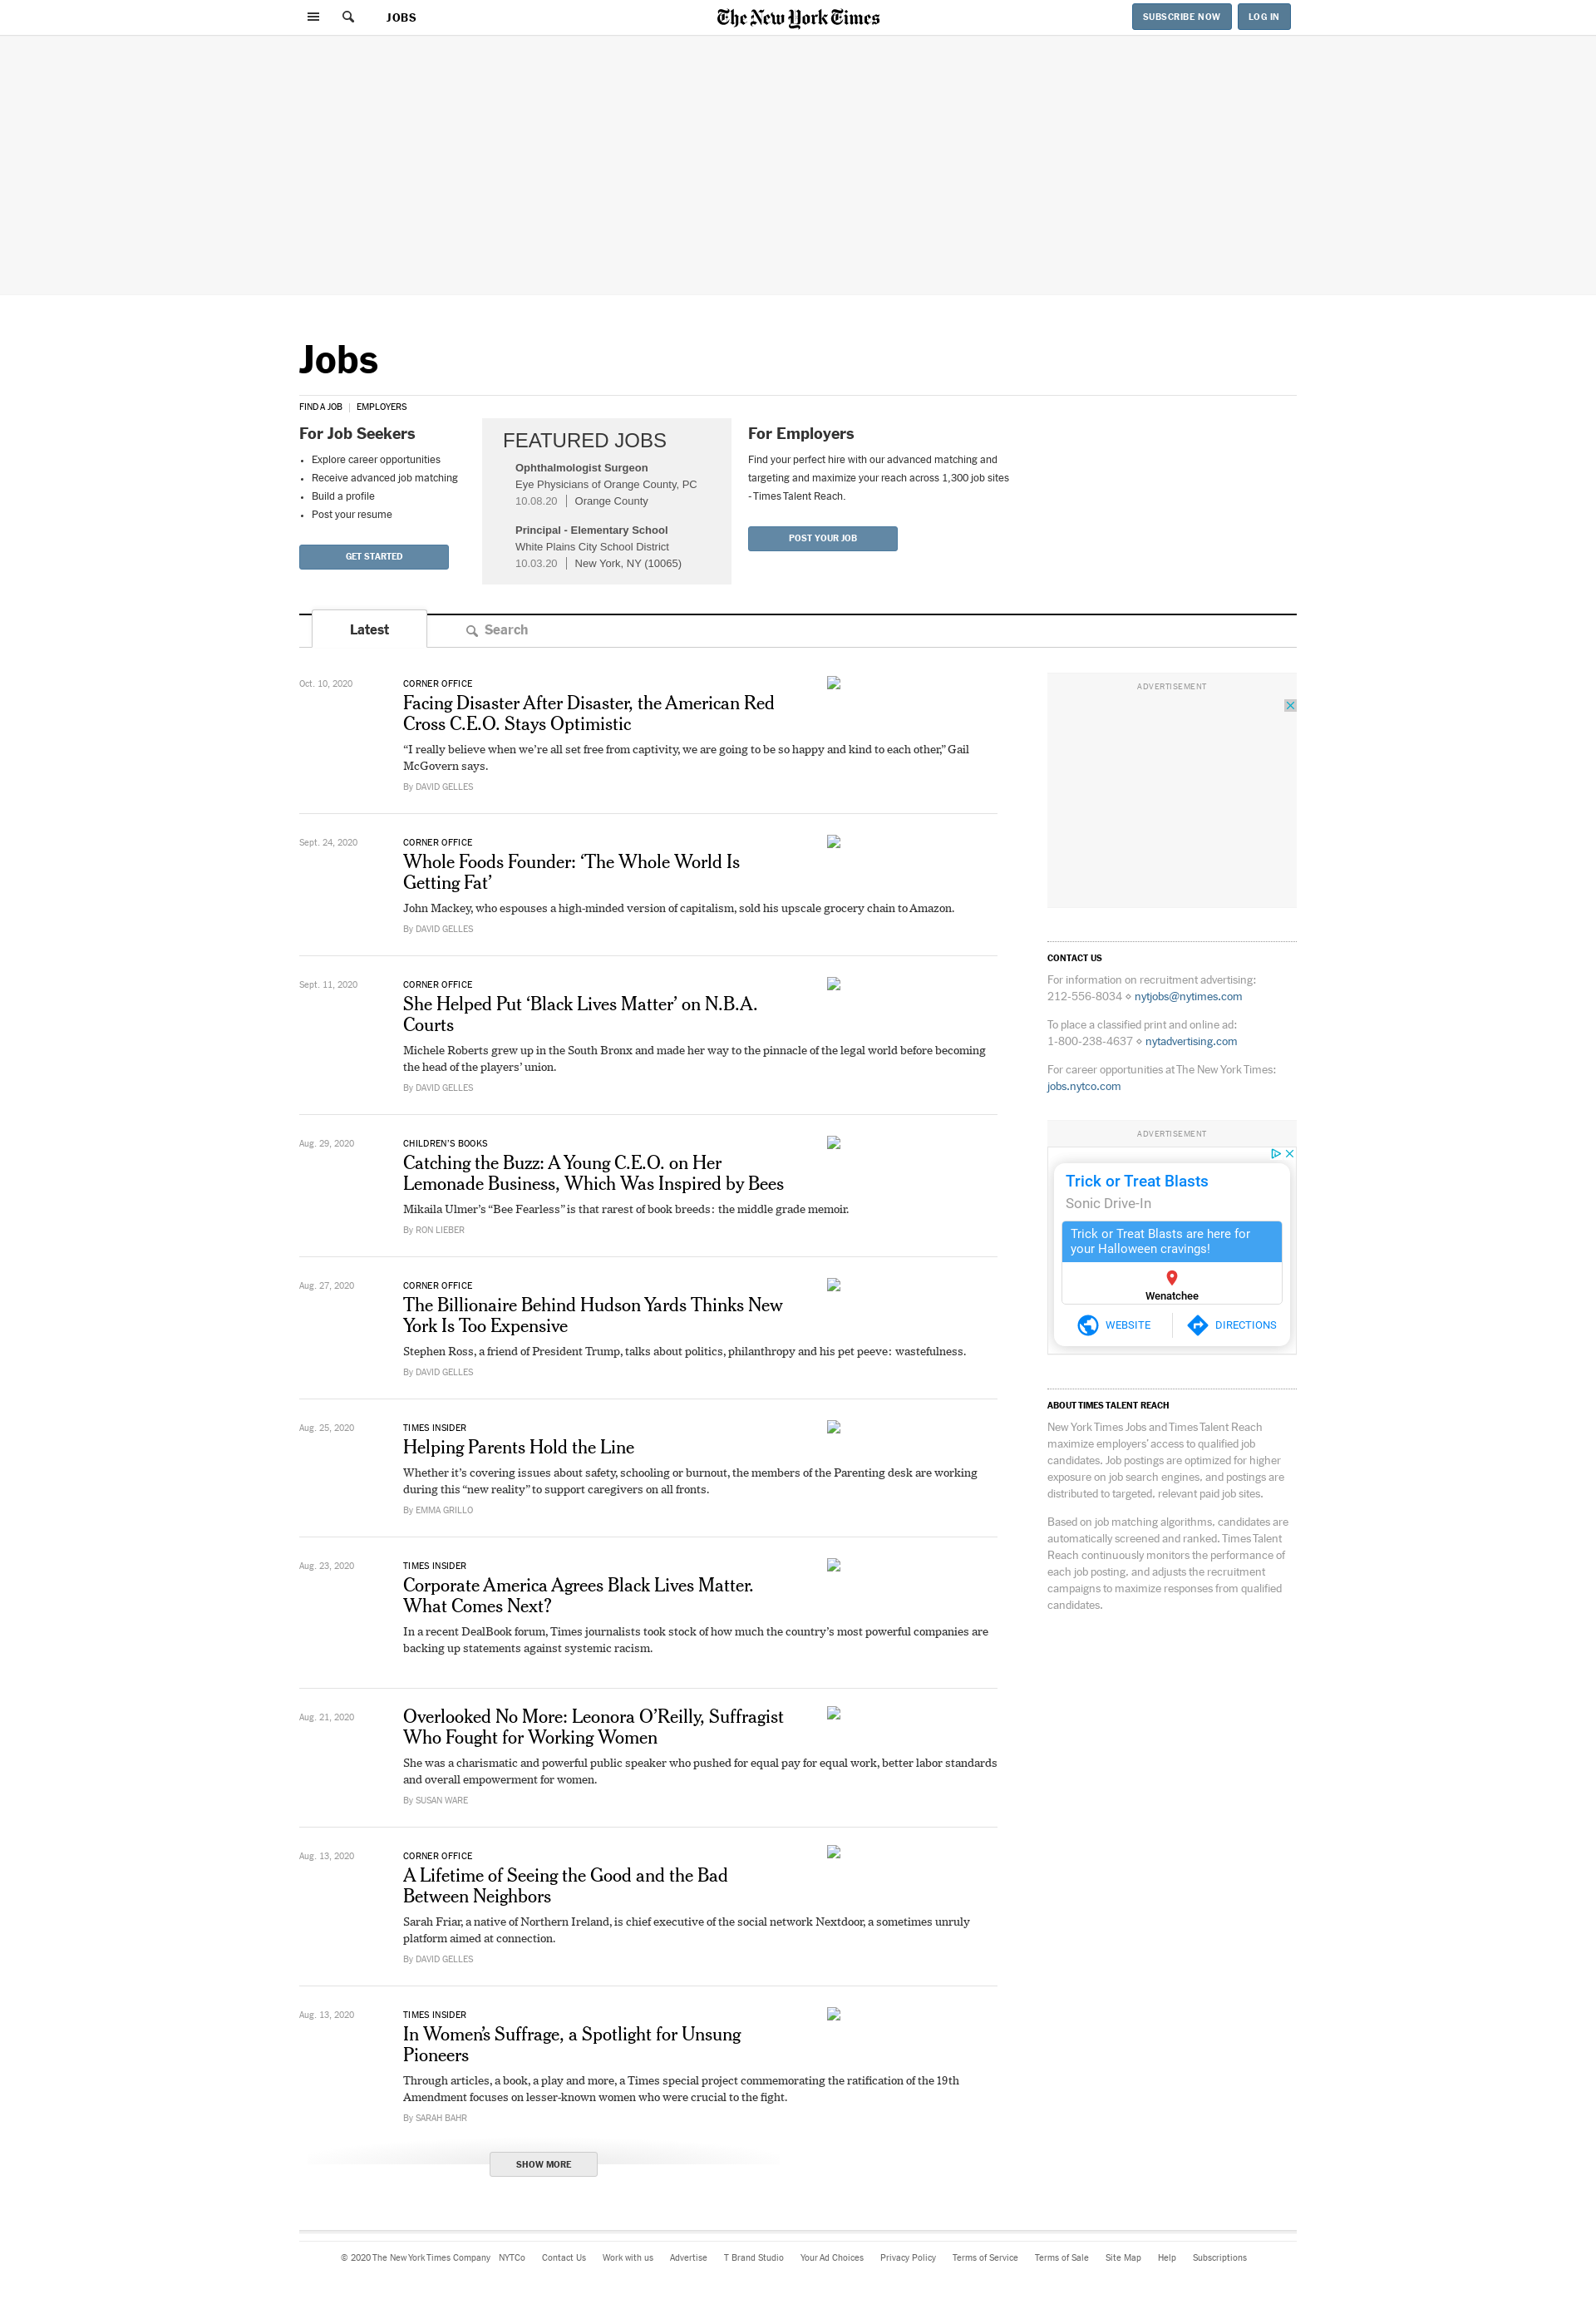 JOBS
The New York Times
SUBSCRIBE NOW
LOG IN
Jobs
FIND A JOB | EMPLOYERS
For Job Seekers
• Explore career opportunities
• Receive advanced job matching
• Build a profile
• Post your resume
GET STARTED
FEATURED JOBS
Ophthalmologist Surgeon
Eye Physicians of Orange County, PC
10.08.20 | Orange County
Principal - Elementary School
White Plains City School District
10.03.20 | New York, NY (10065)
For Employers
Find your perfect hire with our advanced matching and
targeting and maximize your reach across 1,300 job sites
- Times Talent Reach.
POST YOUR JOB
Latest
Search
Oct. 10, 2020
CORNER OFFICE
Facing Disaster After Disaster, the American Red
Cross C.E.O. Stays Optimistic
“I really believe when we’re all set free from captivity, we are going to be so happy and kind to each other,” Gail
McGovern says.
By DAVID GELLES
Sept. 24, 2020
CORNER OFFICE
Whole Foods Founder: ‘The Whole World Is
Getting Fat’
John Mackey, who espouses a high-minded version of capitalism, sold his upscale grocery chain to Amazon.
By DAVID GELLES
Sept. 11, 2020
CORNER OFFICE
She Helped Put ‘Black Lives Matter’ on N.B.A.
Courts
Michele Roberts grew up in the South Bronx and made her way to the pinnacle of the legal world before becoming
the head of the players’ union.
By DAVID GELLES
Aug. 29, 2020
CHILDREN’S BOOKS
Catching the Buzz: A Young C.E.O. on Her
Lemonade Business, Which Was Inspired by Bees
Mikaila Ulmer’s “Bee Fearless” is that rarest of book breeds: the middle grade memoir.
By RON LIEBER
Aug. 27, 2020
CORNER OFFICE
The Billionaire Behind Hudson Yards Thinks New
York Is Too Expensive
Stephen Ross, a friend of President Trump, talks about politics, philanthropy and his pet peeve: wastefulness.
By DAVID GELLES
Aug. 25, 2020
TIMES INSIDER
Helping Parents Hold the Line
Whether it’s covering issues about safety, schooling or burnout, the members of the Parenting desk are working
during this “new reality” to support caregivers on all fronts.
By EMMA GRILLO
Aug. 23, 2020
TIMES INSIDER
Corporate America Agrees Black Lives Matter.
What Comes Next?
In a recent DealBook forum, Times journalists took stock of how much the country’s most powerful companies are
backing up statements against systemic racism.
Aug. 21, 2020
Overlooked No More: Leonora O’Reilly, Suffragist
Who Fought for Working Women
She was a charismatic and powerful public speaker who pushed for equal pay for equal work, better labor standards
and overall empowerment for women.
By SUSAN WARE
Aug. 13, 2020
CORNER OFFICE
A Lifetime of Seeing the Good and the Bad
Between Neighbors
Sarah Friar, a native of Northern Ireland, is chief executive of the social network Nextdoor, a sometimes unruly
platform aimed at connection.
By DAVID GELLES
Aug. 13, 2020
TIMES INSIDER
In Women’s Suffrage, a Spotlight for Unsung
Pioneers
Through articles, a book, a play and more, a Times special project commemorating the ratification of the 19th
Amendment focuses on lesser-known women who were crucial to the fight.
By SARAH BAHR
SHOW MORE
ADVERTISEMENT
CONTACT US
For information on recruitment advertising:
212-556-8034 ⋄ nytjobs@nytimes.com
To place a classified print and online ad:
1-800-238-4637 ⋄ nytadvertising.com
For career opportunities at The New York Times:
jobs.nytco.com
ADVERTISEMENT
Trick or Treat Blasts
Sonic Drive-In
Trick or Treat Blasts are here for
your Halloween cravings!
Wenatchee
WEBSITE
DIRECTIONS
ABOUT TIMES TALENT REACH
New York Times Jobs and Times Talent Reach
maximize employers’ access to qualified job
candidates. Job postings are optimized for higher
exposure on job search engines, and postings are
distributed to targeted, relevant paid job sites.
Based on job matching algorithms, candidates are
automatically screened and ranked. Times Talent
Reach continuously monitors the performance of
each job posting, and adjusts the recruitment
campaigns to maximize responses from qualified
candidates.
© 2020 The New York Times Company NYTCo Contact Us Work with us Advertise T Brand Studio Your Ad Choices Privacy Policy Terms of Service Terms of Sale Site Map Help Subscriptions